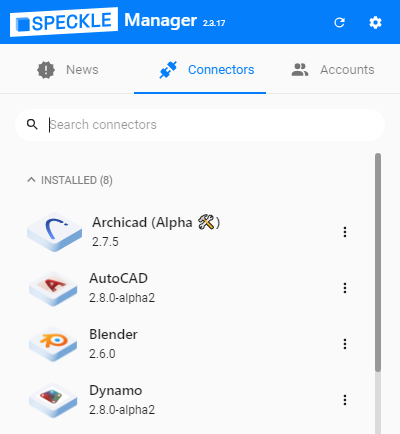 SPECKLE Manager 2.3.17
News Connectors Accounts
Search connectors
INSTALLED (8)
Archicad (Alpha 🛠)
2.7.5
AutoCAD
2.8.0-alpha2
Blender
2.6.0
Dynamo
2.8.0-alpha2